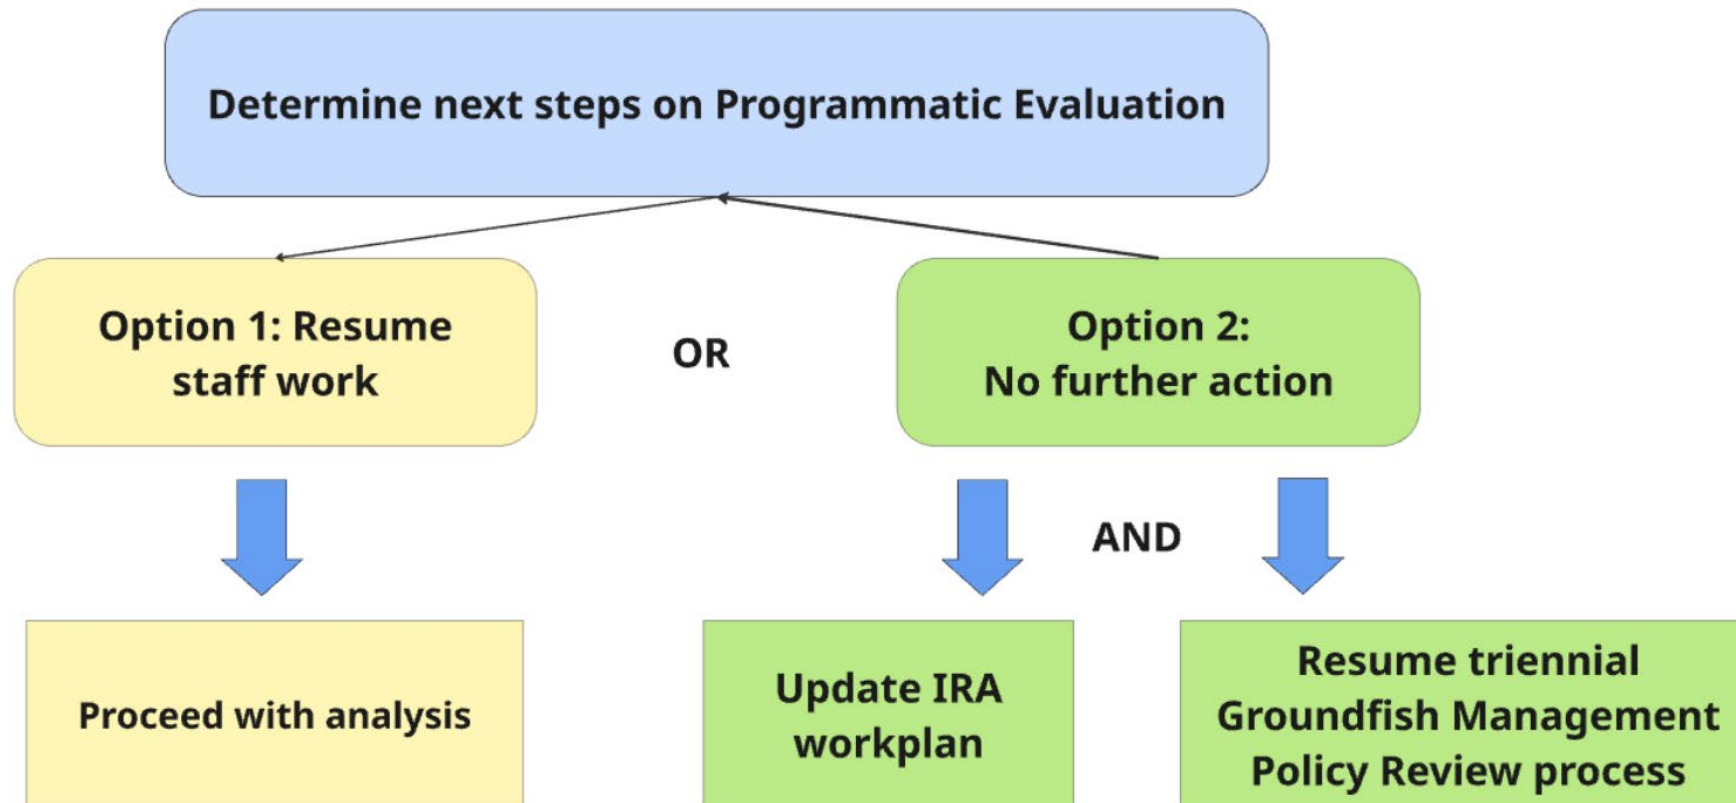 Determine next steps on Programmatic Evaluation
Option 1: Resume
staff work
OR
Option 2:
No further action
AND
Proceed with analysis
Update IRA
workplan
Resume triennial
Groundfish Management
Policy Review process